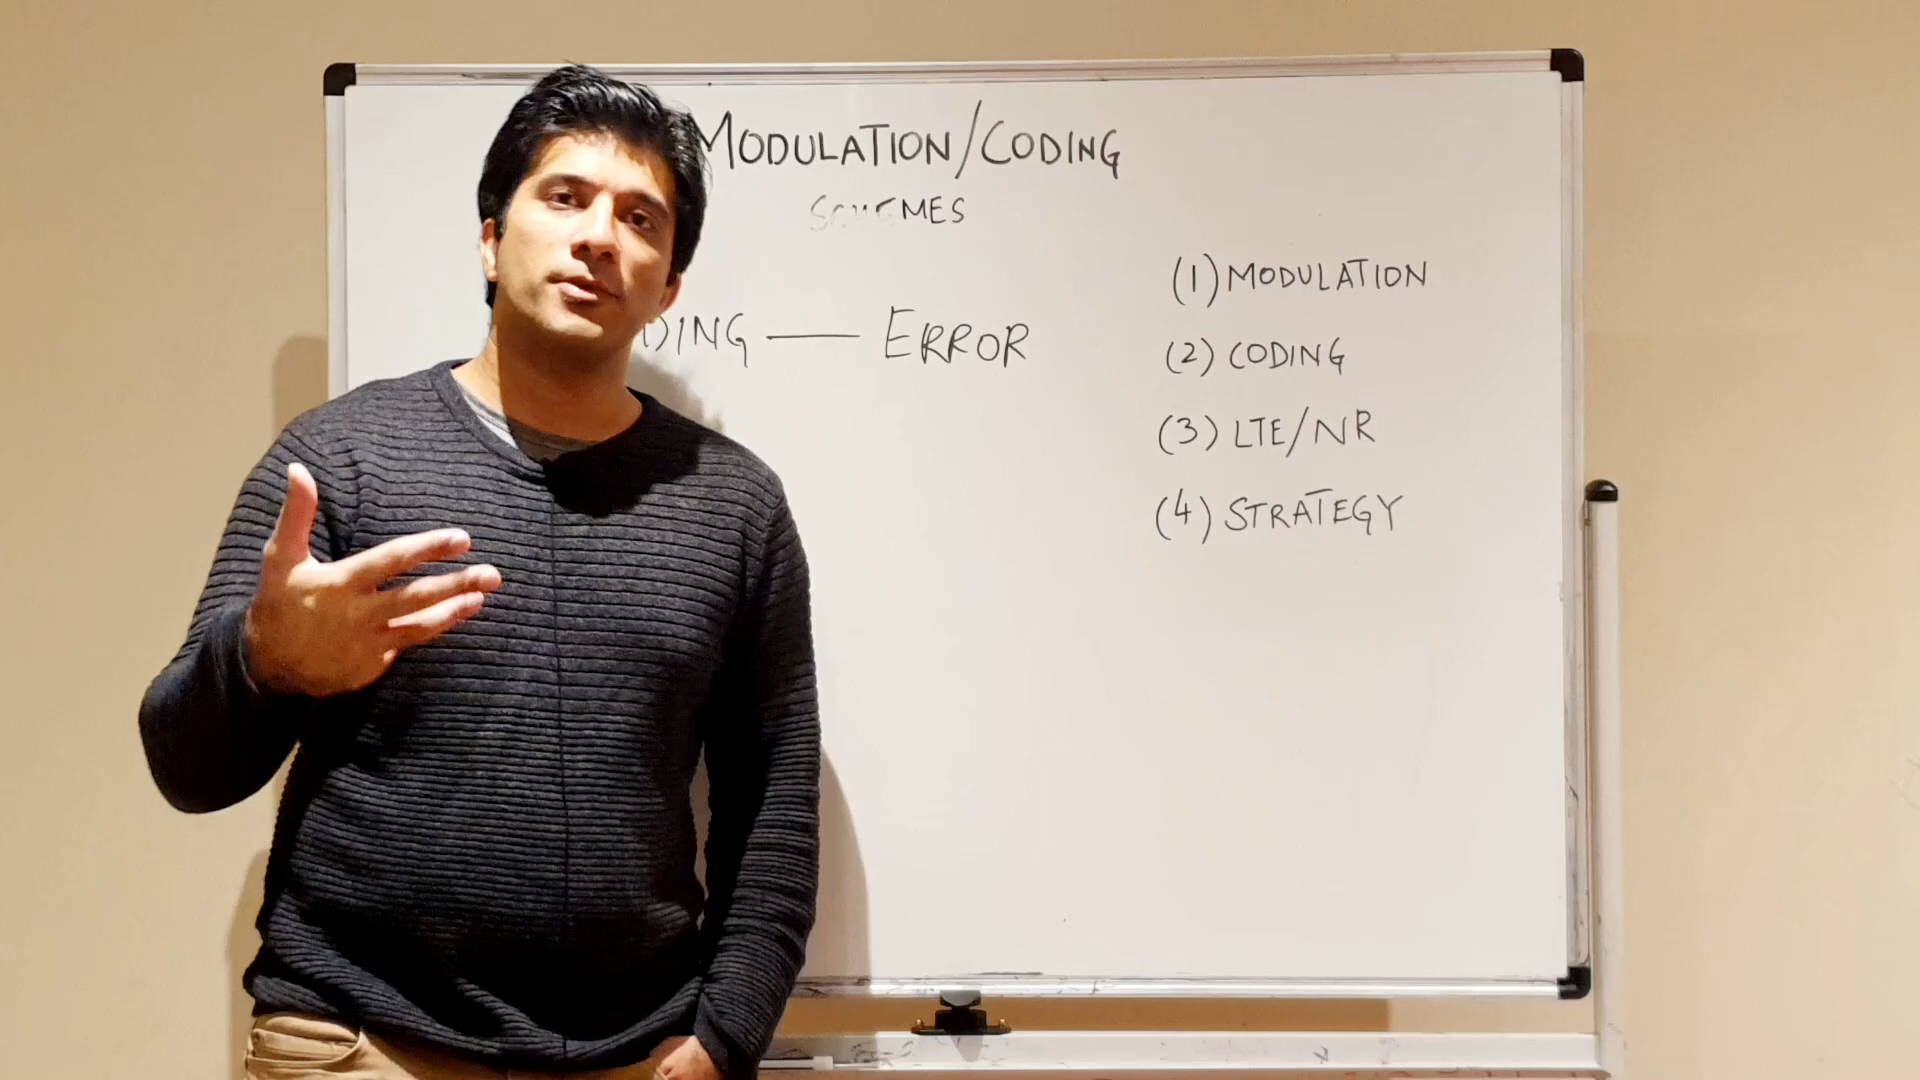 MODULATION/CODING
SCHEMES
DING — ERROR
(1) MODULATION
(2) CODING
(3) LTE/NR
(4) STRATEGY